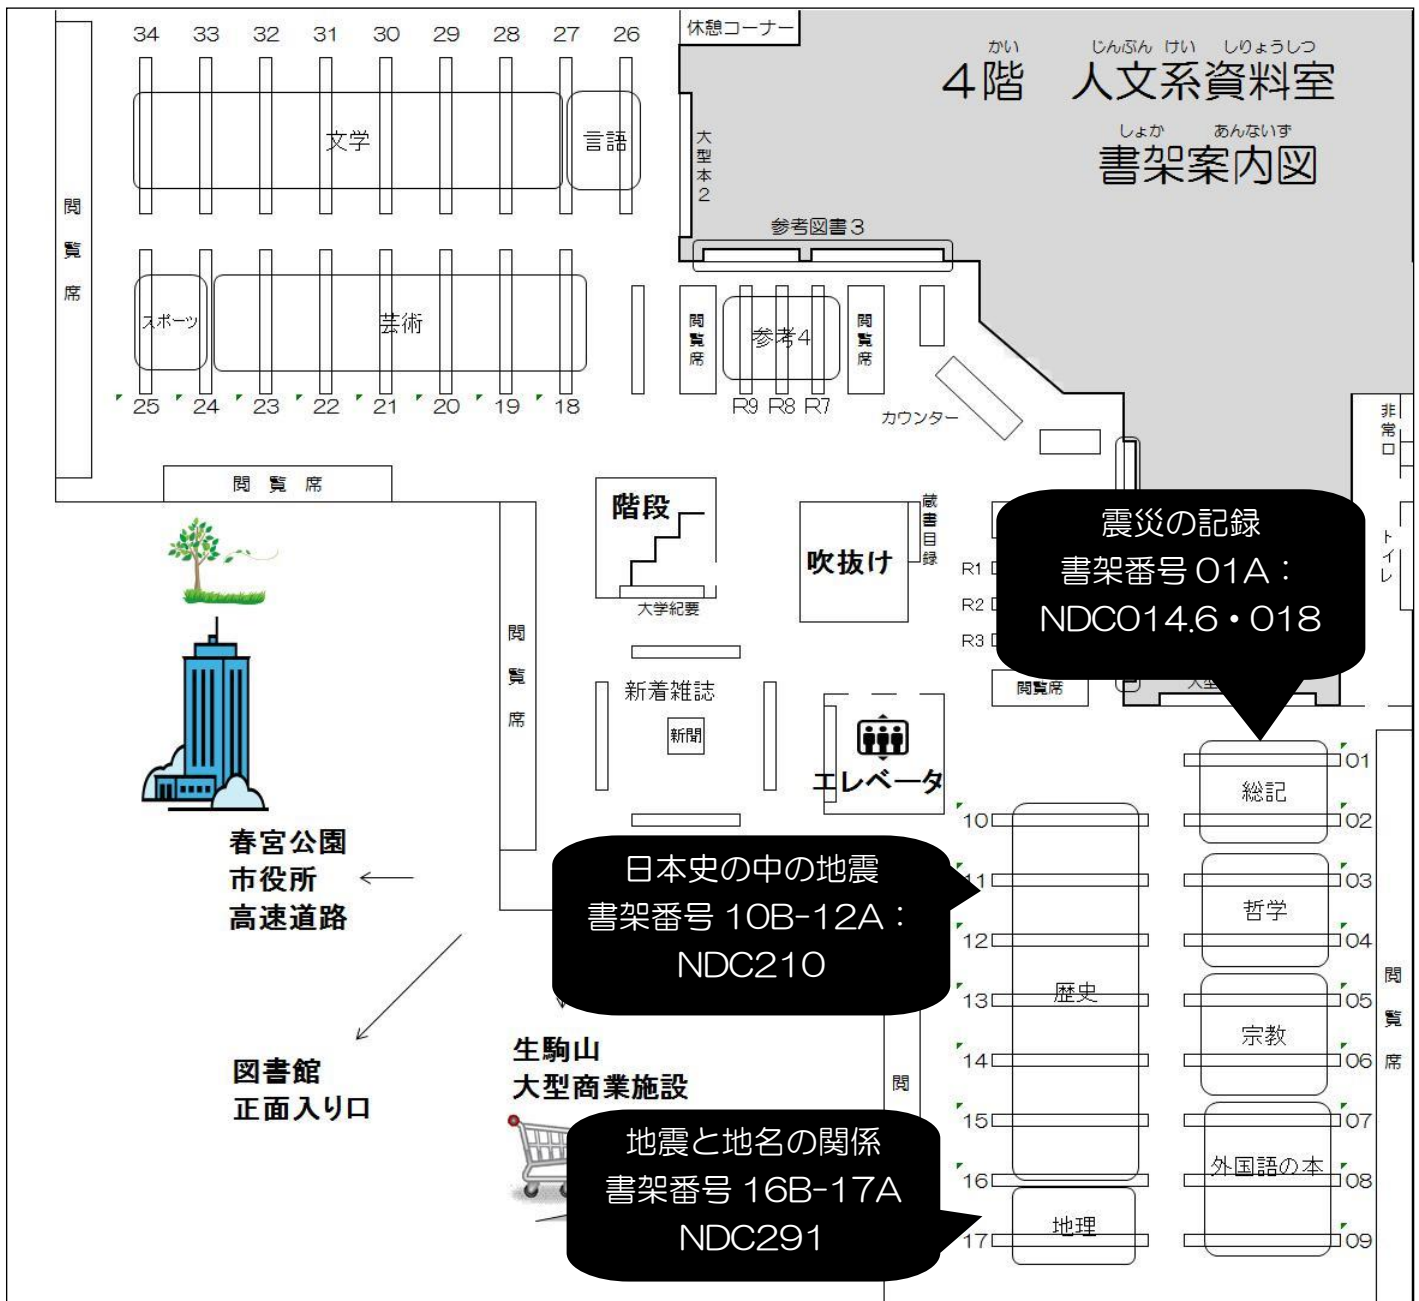 34 33 32 31 30 29 28 27 26
休憩コーナー
かい じんぶん けい しりょうしつ
4階 人文系資料室
しょか あんないず
書架案内図
文学
言語
大型本2
閲覧席
参考図書3
スポーツ
芸術
閲覧席
参考4
閲覧席
25 24 23 22 21 20 19 18
R9 R8 R7
カウンター
非常口
閲覧席
階段
大学紀要
吹抜け
蔵書目録
R1
R2
R3
震災の記録
書架番号 01A：
NDC014.6・018
トイレ
閲覧席
新着雑誌
新聞
閲覧席
大型
エレベータ
01
総記
02
03
哲学
04
05
宗教
06
07
外国語の本
08
09
閲覧席
10
11
12
13
歴史
14
15
16
地理
17
春宮公園
市役所
高速道路
日本史の中の地震
書架番号 10B-12A：
NDC210
図書館
正面入り口
生駒山
大型商業施設
閲
地震と地名の関係
書架番号 16B-17A
NDC291